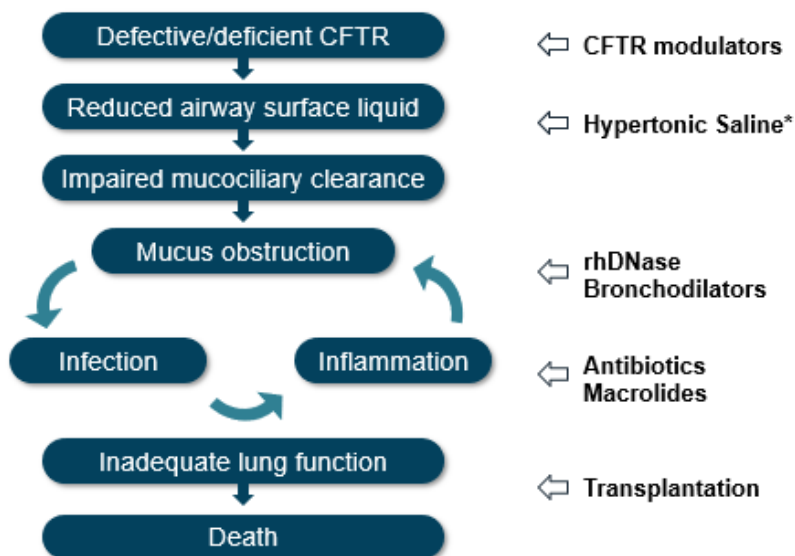 Defective/deficient CFTR
CFTR modulators
Reduced airway surface liquid
Hypertonic Saline*
Impaired mucociliary clearance
Mucus obstruction
rhDNase
Bronchodilators
Infection
Inflammation
Antibiotics
Macrolides
Inadequate lung function
Transplantation
Death